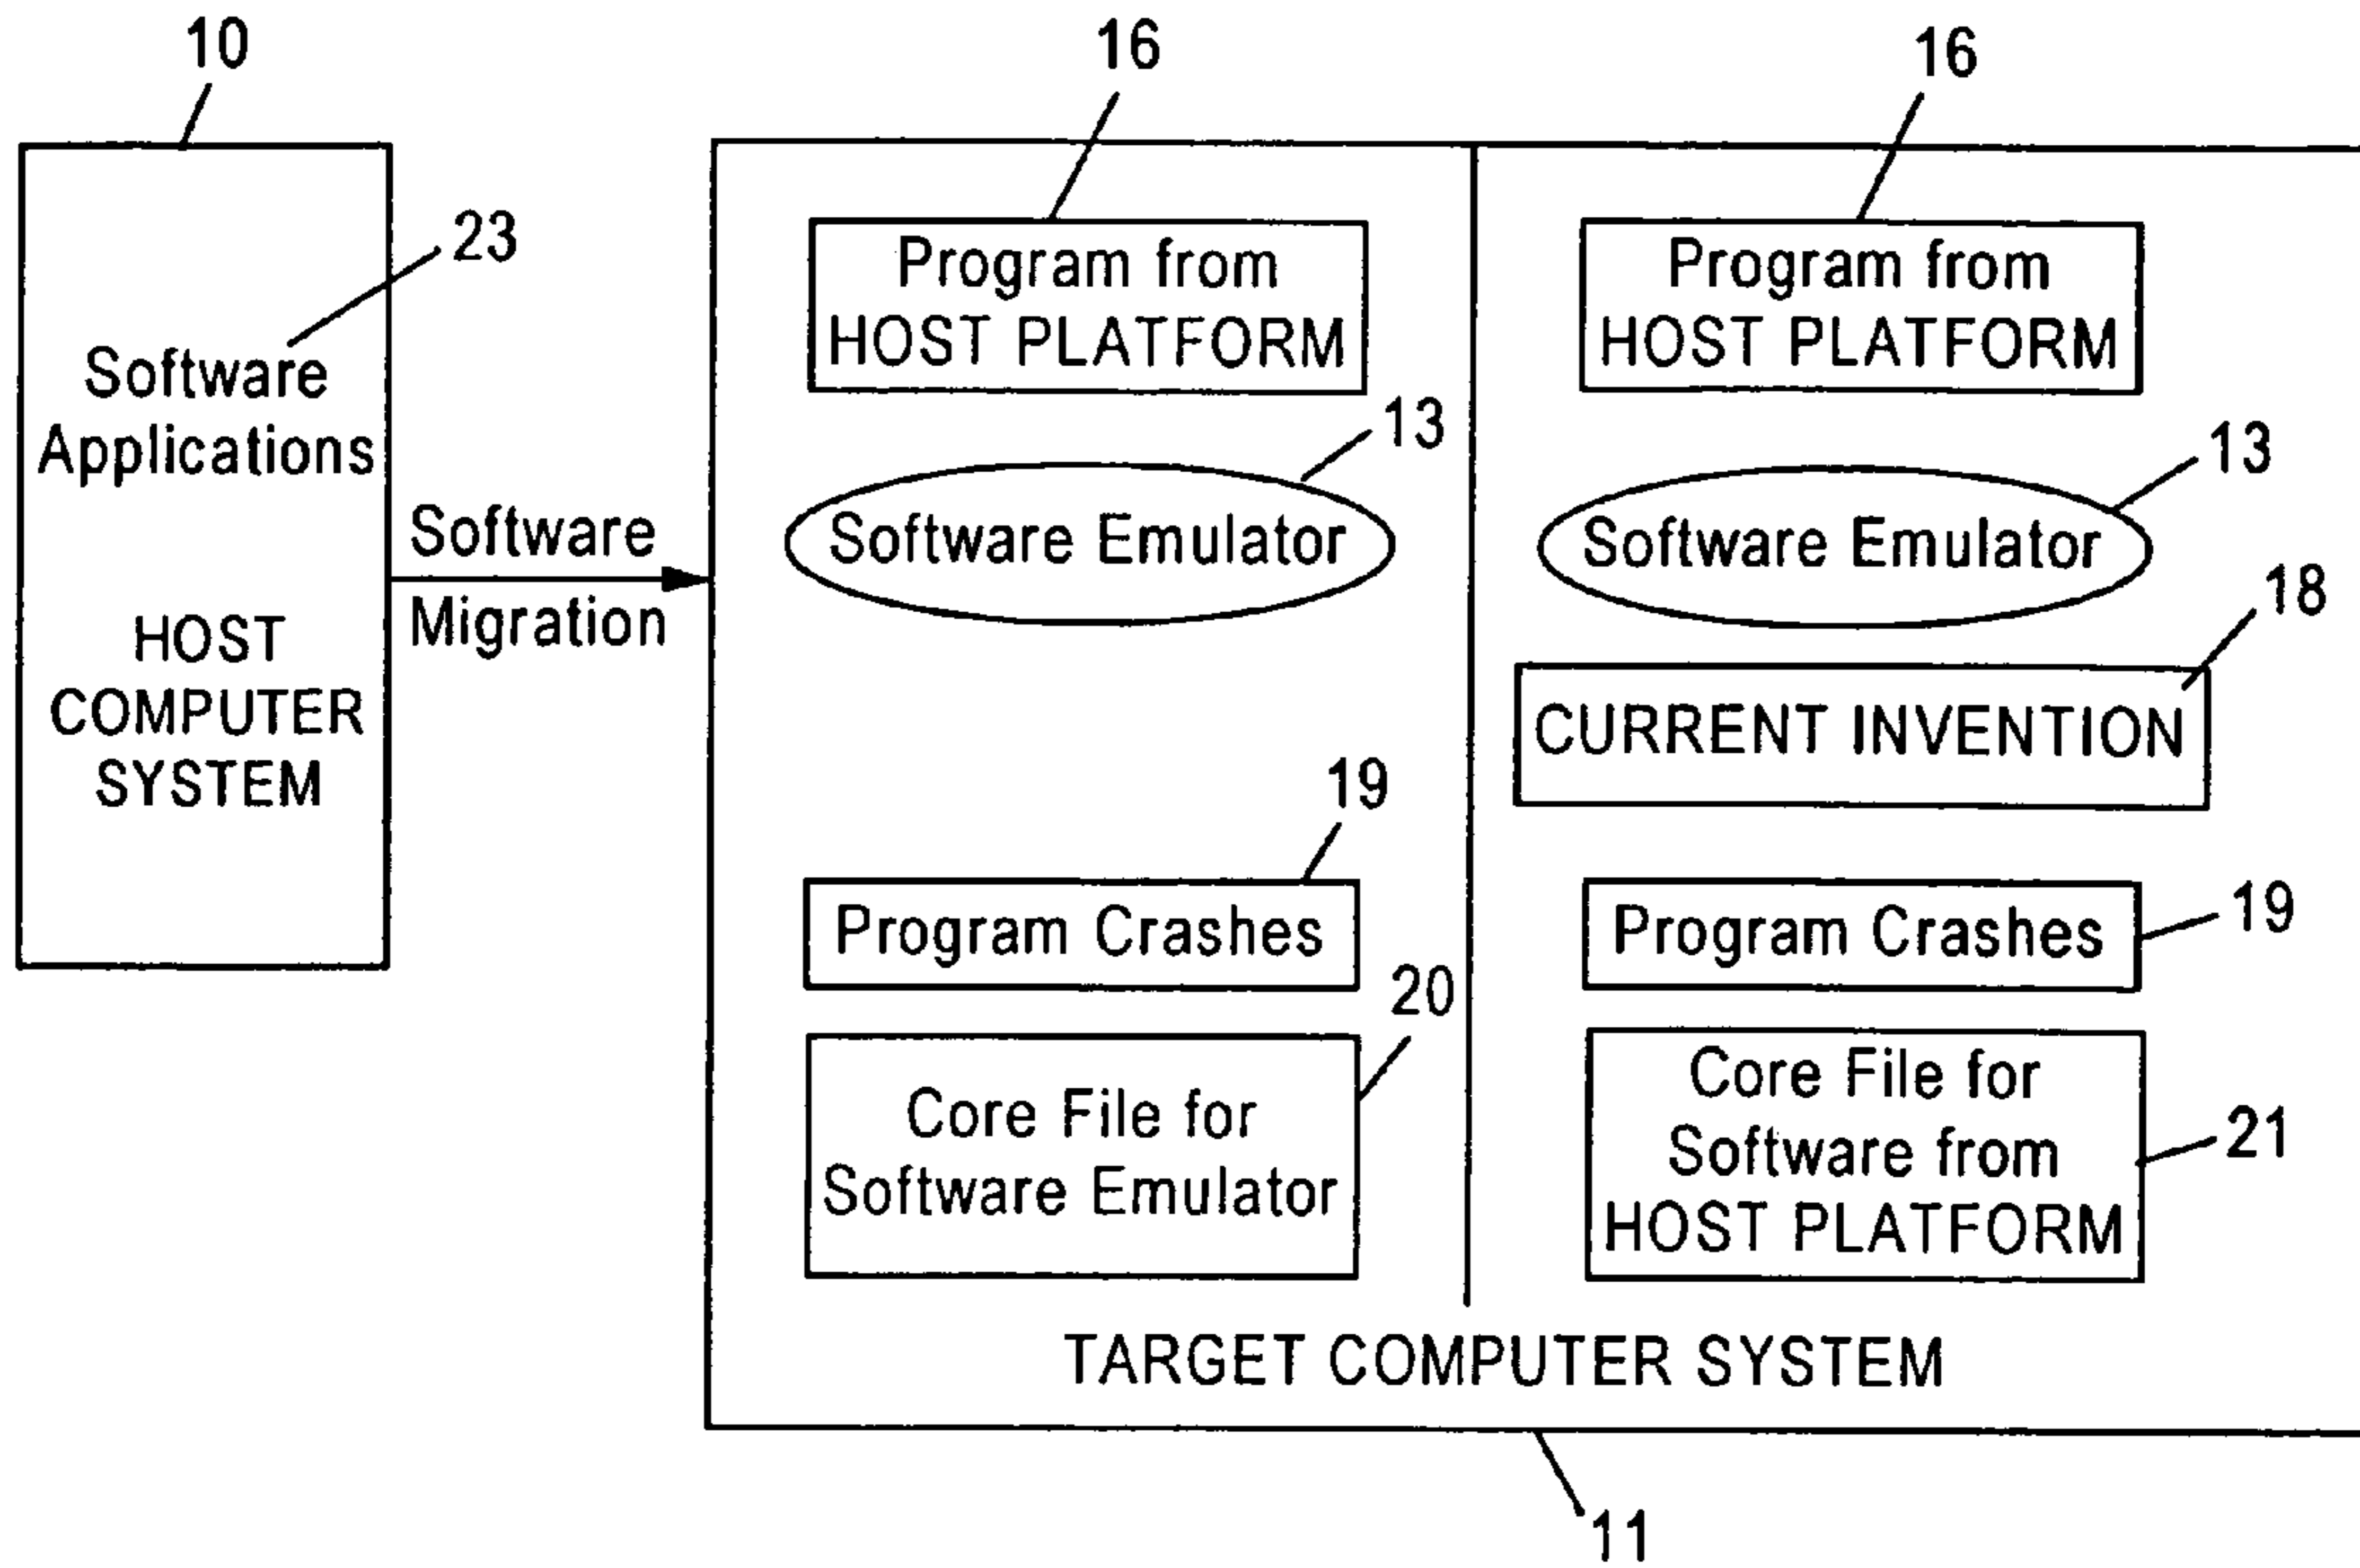 10
16
16
23
Software
Applications
HOST
COMPUTER
SYSTEM
Software
Migration
Program from
HOST PLATFORM
13
Software Emulator
19
Program Crashes
20
Core File for
Software Emulator
Program from
HOST PLATFORM
13
Software Emulator
18
CURRENT INVENTION
Program Crashes
19
Core File for
Software from
HOST PLATFORM
21
TARGET COMPUTER SYSTEM
11